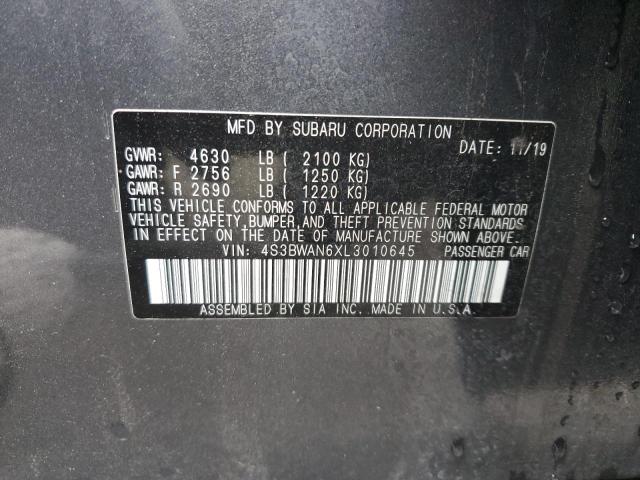 MFD BY SUBARU CORPORATION
DATE: 11/19
GVWR: 4630 LB ( 2100 KG)
GAWR: F 2756 LB ( 1250 KG)
GAWR: R 2690 LB ( 1220 KG)
THIS VEHICLE CONFORMS TO ALL APPLICABLE FEDERAL MOTOR
VEHICLE SAFETY, BUMPER, AND THEFT PREVENTION STANDARDS
IN EFFECT ON THE DATE OF MANUFACTURE SHOWN ABOVE.
VIN: 4S3BWAN6XL3010645 PASSENGER CAR
ASSEMBLED BY SIA INC. MADE IN U.S.A.